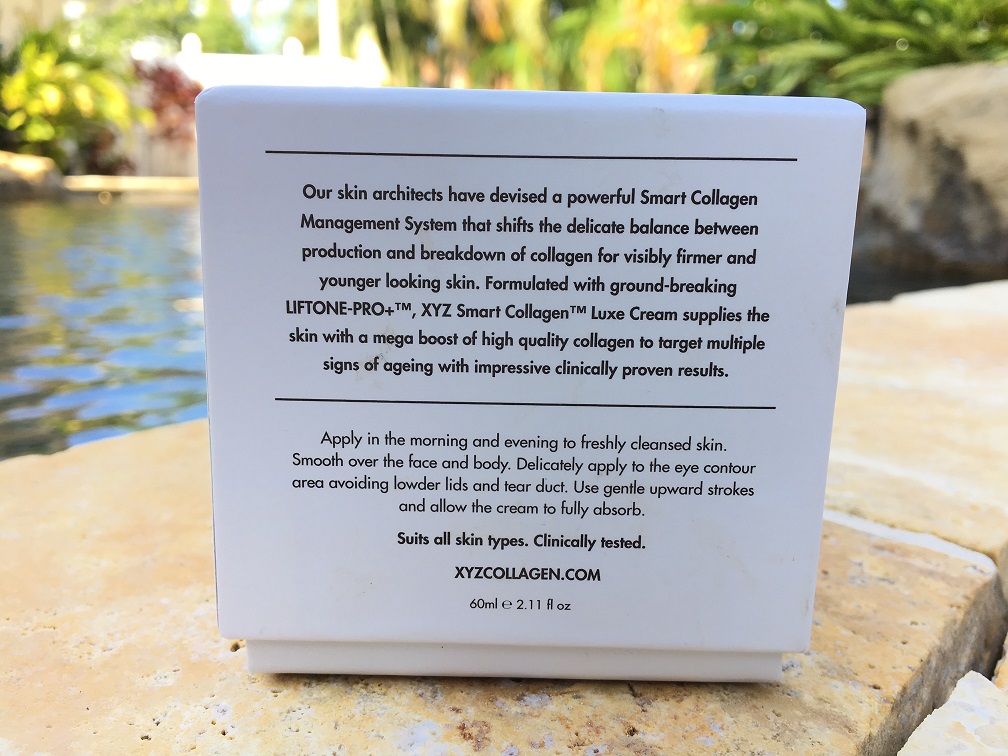 Our skin architects have devised a powerful Smart Collagen
Management System that shifts the delicate balance between
production and breakdown of collagen for visibly firmer and
younger looking skin. Formulated with ground-breaking
LIFTONE-PRO+™, XYZ Smart Collagen™ Luxe Cream supplies the
skin with a mega boost of high quality collagen to target multiple
signs of ageing with impressive clinically proven results.
Apply in the morning and evening to freshly cleansed skin.
Smooth over the face and body. Delicately apply to the eye contour
area avoiding lowder lids and tear duct. Use gentle upward strokes
and allow the cream to fully absorb.
Suits all skin types. Clinically tested.
XYZCOLLAGEN.COM
60ml ℮ 2.11 fl oz